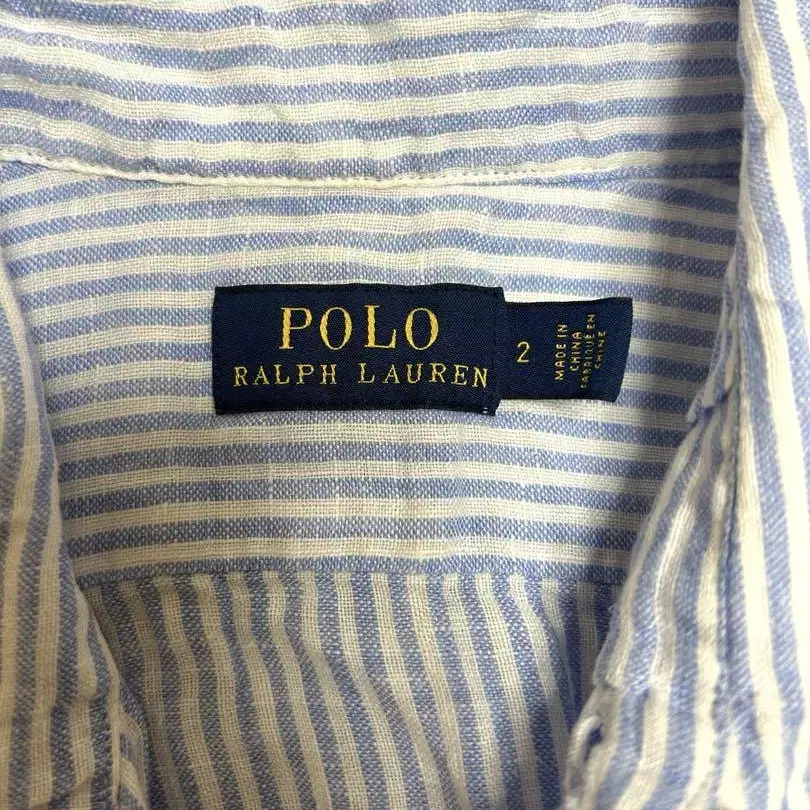 POLO
RALPH LAUREN
2
MADE IN
CHINA
FABRIQUÉ EN
CHINE